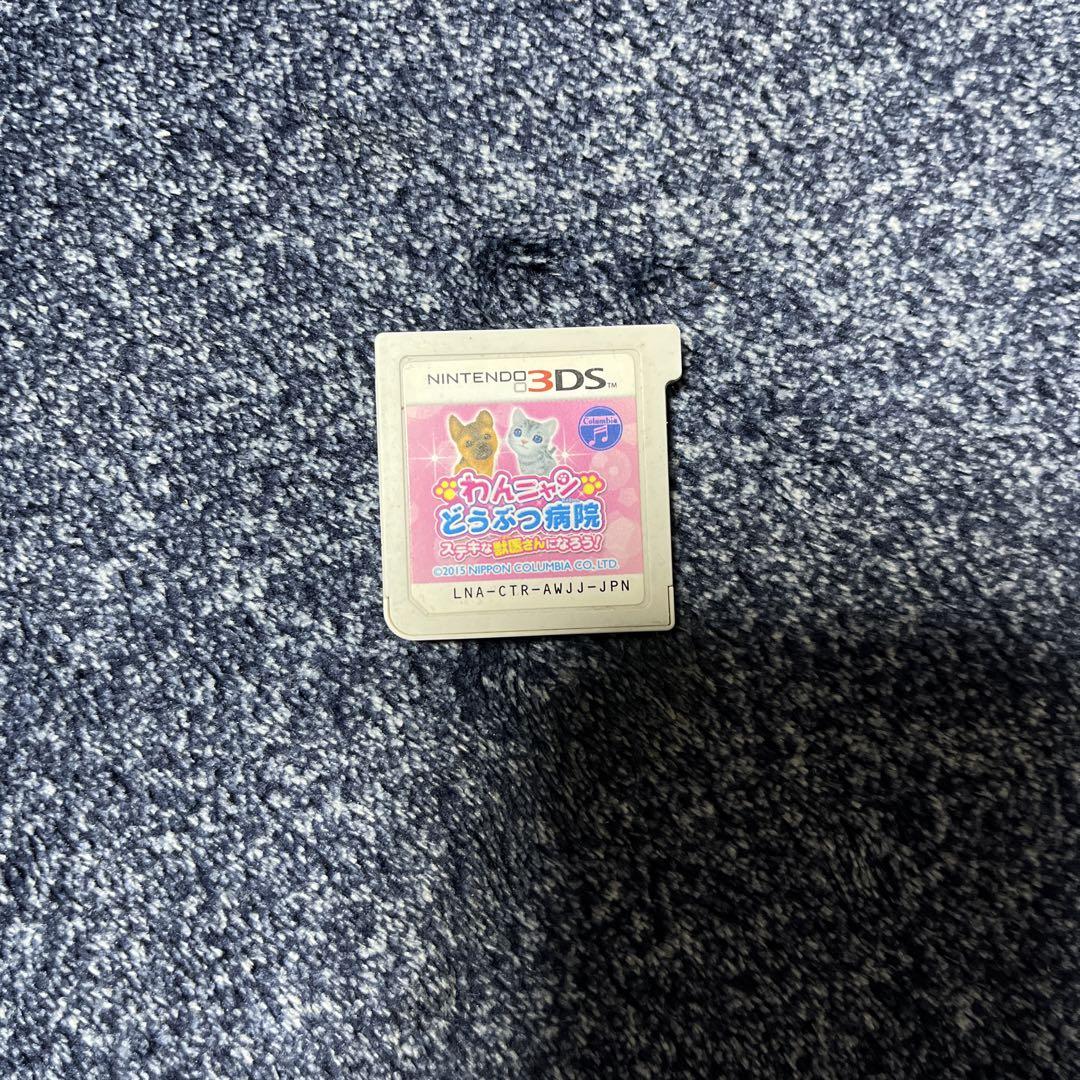 NINTENDO 3DS™
Columbia
わんニャン
どうぶつ病院
ステキな獣医さんになろう!
©2015 NIPPON COLUMBIA CO., LTD.
LNA-CTR-AWJJ-JPN